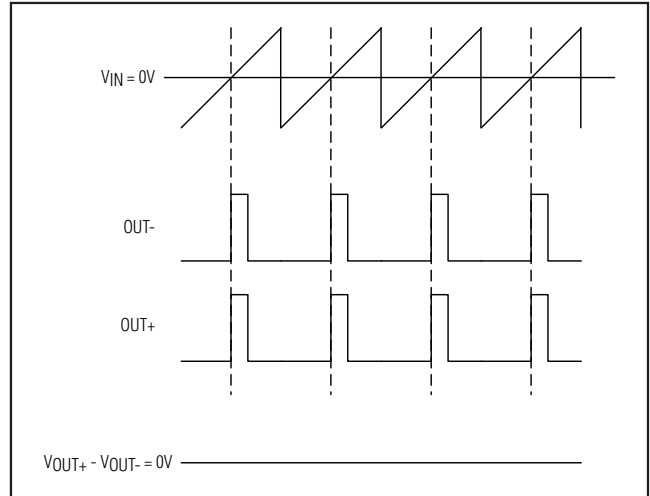 VIN = 0V
OUT-
OUT+
VOUT+ - VOUT- = 0V